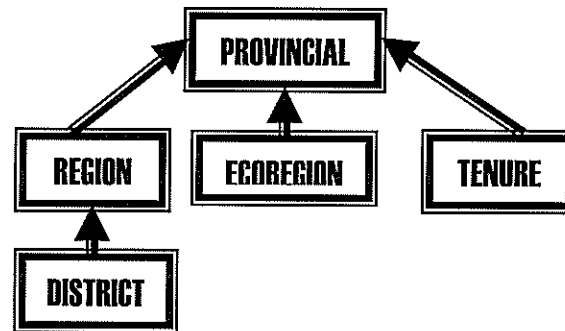 PROVINCIAL
REGION
ECOREGION
TENURE
DISTRICT